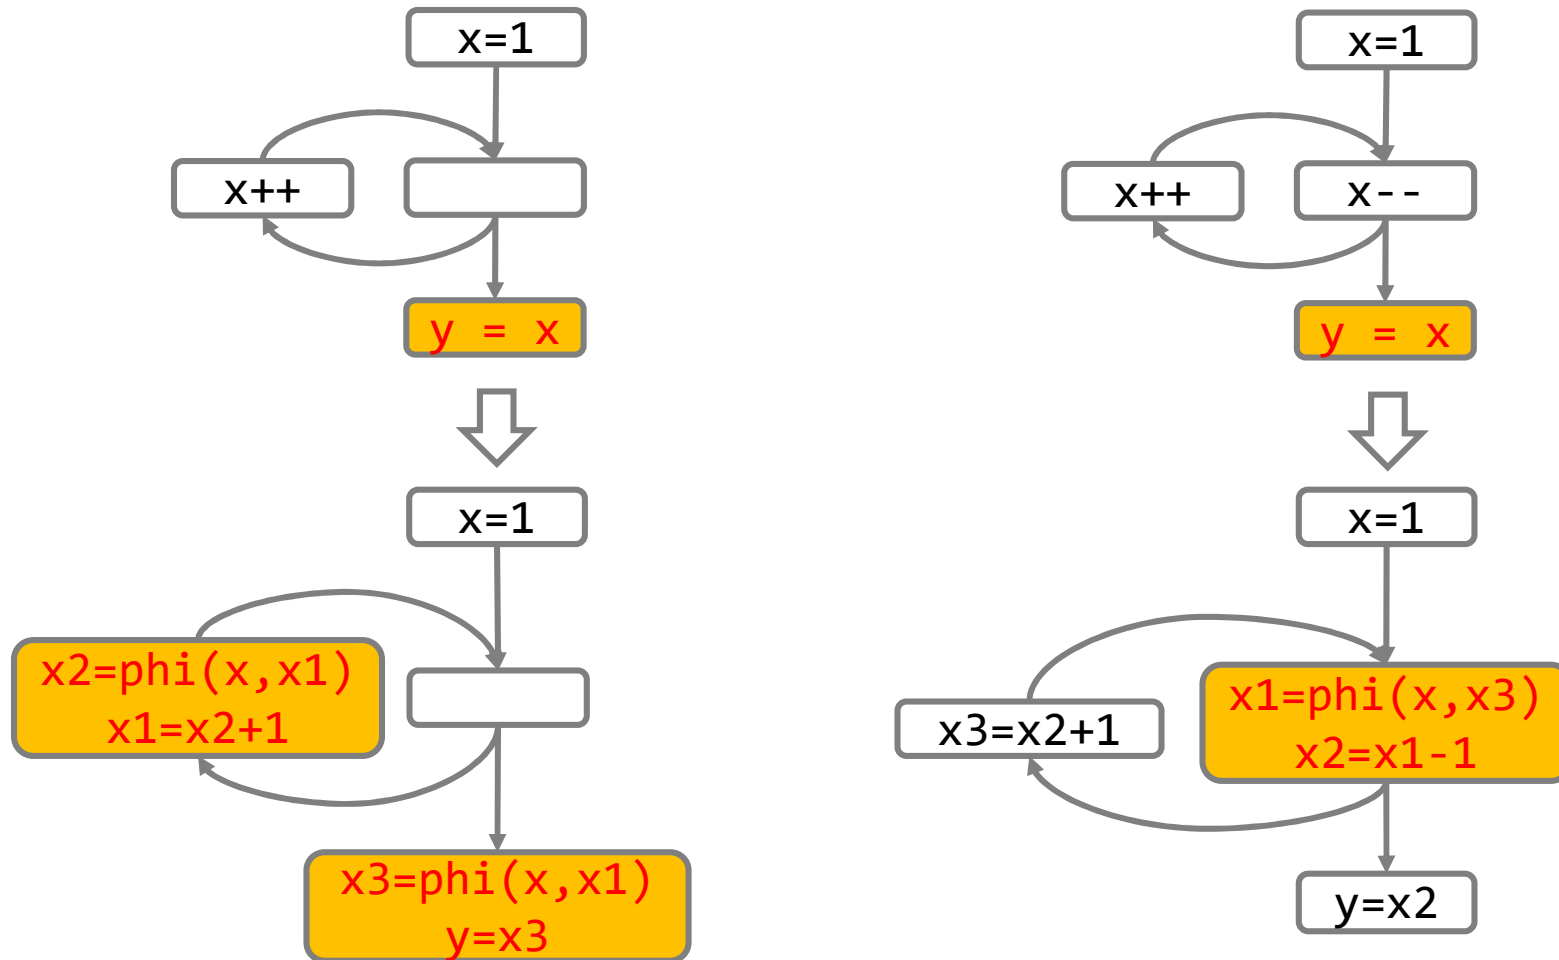 x=1
x++
y = x
x=1
x2=phi(x,x1)
x1=x2+1
x3=phi(x,x1)
y=x3
x=1
x++
x--
y = x
x=1
x3=x2+1
x1=phi(x,x3)
x2=x1-1
y=x2